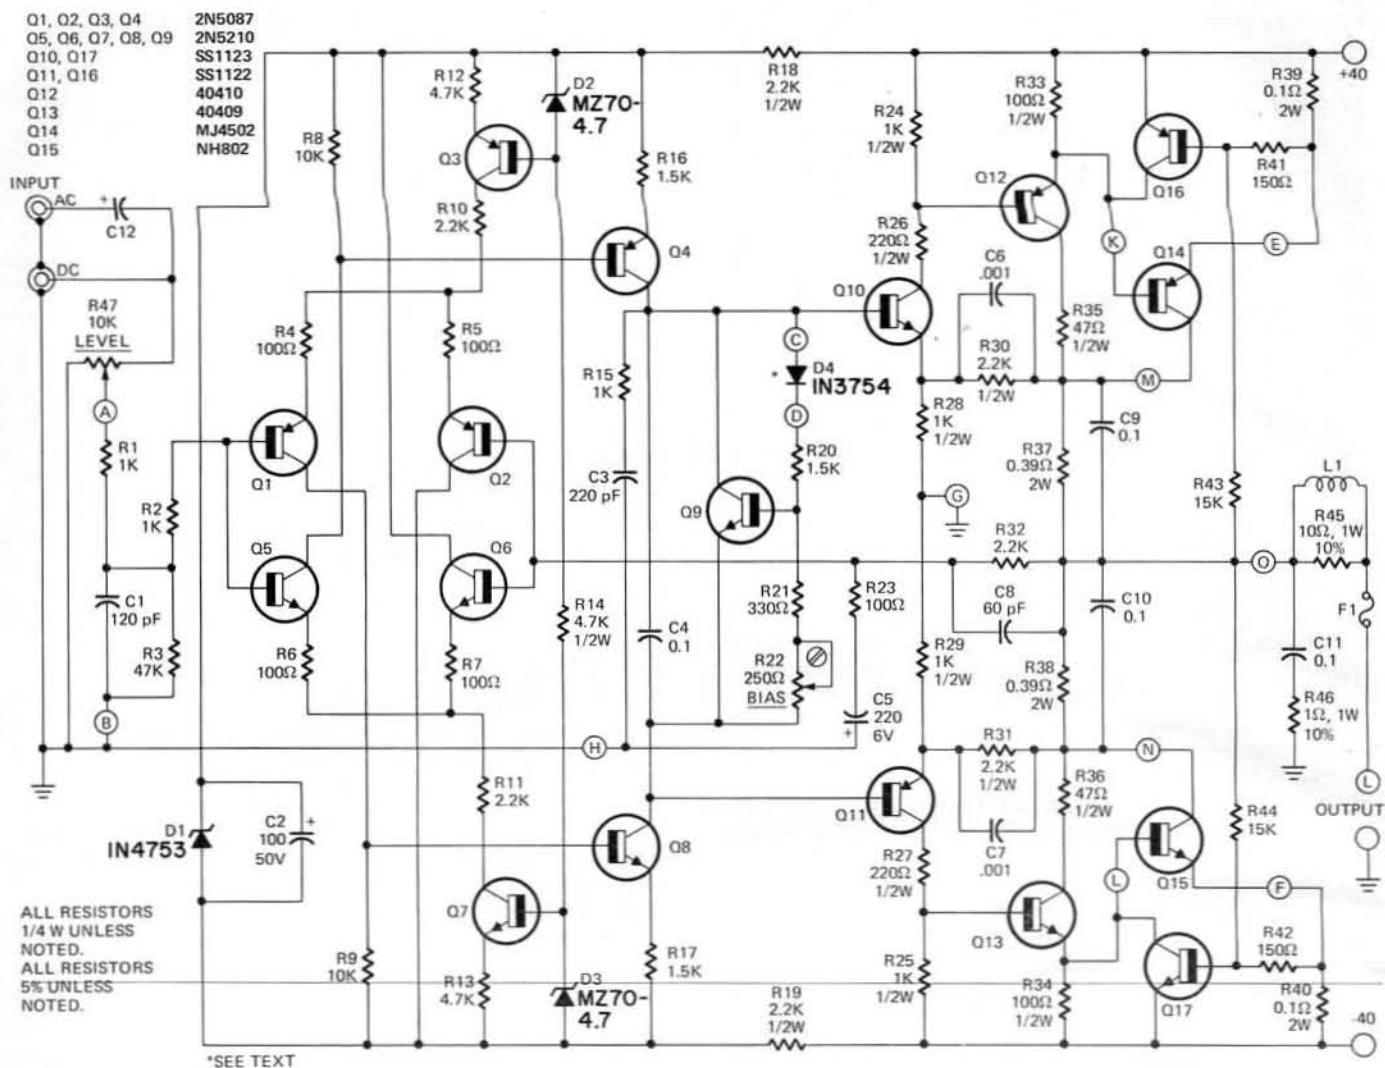 Q1, Q2, Q3, Q4 2N5087
Q5, Q6, Q7, Q8, Q9 2N5210
Q10, Q17 SS1123
Q11, Q16 SS1122
Q12 40410
Q13 40409
Q14 MJ4502
Q15 NH802
INPUT
AC
+
C12
DC
R47
10K
LEVEL
A
R1
1K
R2
1K
C1
120 pF
R3
47K
B
D1
IN4753
C2
100
50V
+
ALL RESISTORS
1/4 W UNLESS
NOTED.
ALL RESISTORS
5% UNLESS
NOTED.
*SEE TEXT
R8
10K
R12
4.7K
Q3
R10
2.2K
D2
MZ70-
4.7
R4
100Ω
R5
100Ω
Q1
Q2
Q5
Q6
R6
100Ω
R7
100Ω
R14
4.7K
1/2W
H
R11
2.2K
Q7
R9
10K
R13
4.7K
D3
MZ70-
4.7
R16
1.5K
Q4
R15
1K
C3
220 pF
C4
0.1
Q8
R17
1.5K
R18
2.2K
1/2W
C
*
D4
IN3754
D
R20
1.5K
Q9
R21
330Ω
R22
250Ω
BIAS
R23
100Ω
C5
220
6V
+
R19
2.2K
1/2W
R24
1K
1/2W
R26
220Ω
1/2W
Q10
R28
1K
1/2W
G
R32
2.2K
C8
60 pF
R29
1K
1/2W
Q11
R27
220Ω
1/2W
R25
1K
1/2W
C6
.001
R30
2.2K
1/2W
R31
2.2K
1/2W
C7
.001
R33
100Ω
1/2W
Q12
R35
47Ω
1/2W
R37
0.39Ω
2W
R38
0.39Ω
2W
R36
47Ω
1/2W
Q13
R34
100Ω
1/2W
C9
0.1
C10
0.1
Q16
K
Q14
M
E
R41
150Ω
R39
0.1Ω
2W
+40
R43
15K
O
L1
R45
10Ω, 1W
10%
F1
C11
0.1
R46
1Ω, 1W
10%
L
OUTPUT
N
R44
15K
Q15
L
F
Q17
R42
150Ω
R40
0.1Ω
2W
-40